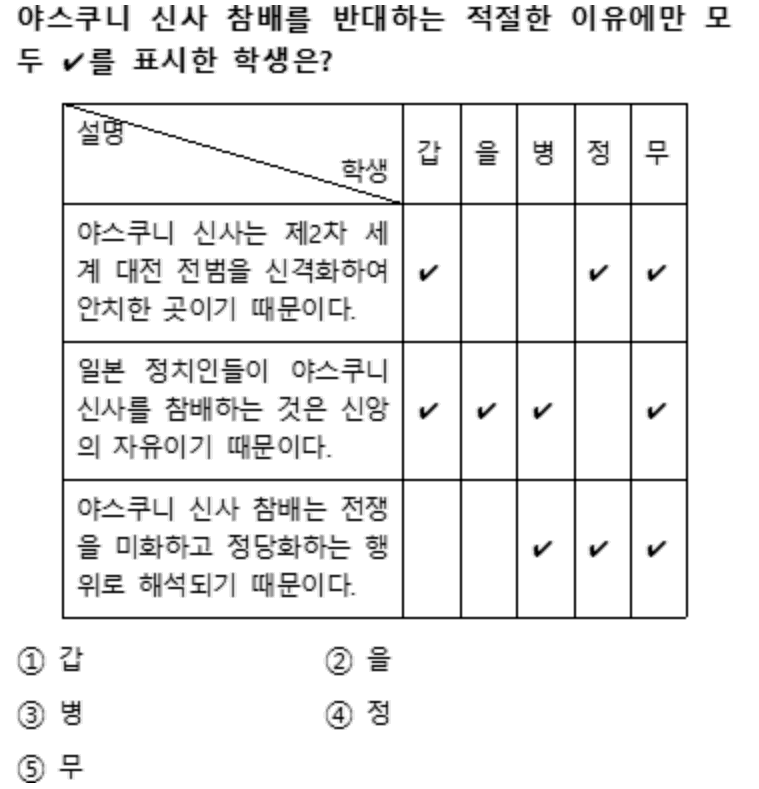 야스쿠니 신사 참배를 반대하는 적절한 이유에만 모
두 ✔를 표시한 학생은?
설명
학생 갑 을 병 정 무
야스쿠니 신사는 제2차 세
계 대전 전범을 신격화하여 ✔ ✔ ✔
안치한 곳이기 때문이다.
일본 정치인들이 야스쿠니
신사를 참배하는 것은 신앙 ✔ ✔ ✔ ✔
의 자유이기 때문이다.
야스쿠니 신사 참배는 전쟁
을 미화하고 정당화하는 행 ✔ ✔ ✔
위로 해석되기 때문이다.
① 갑 ② 을
③ 병 ④ 정
⑤ 무